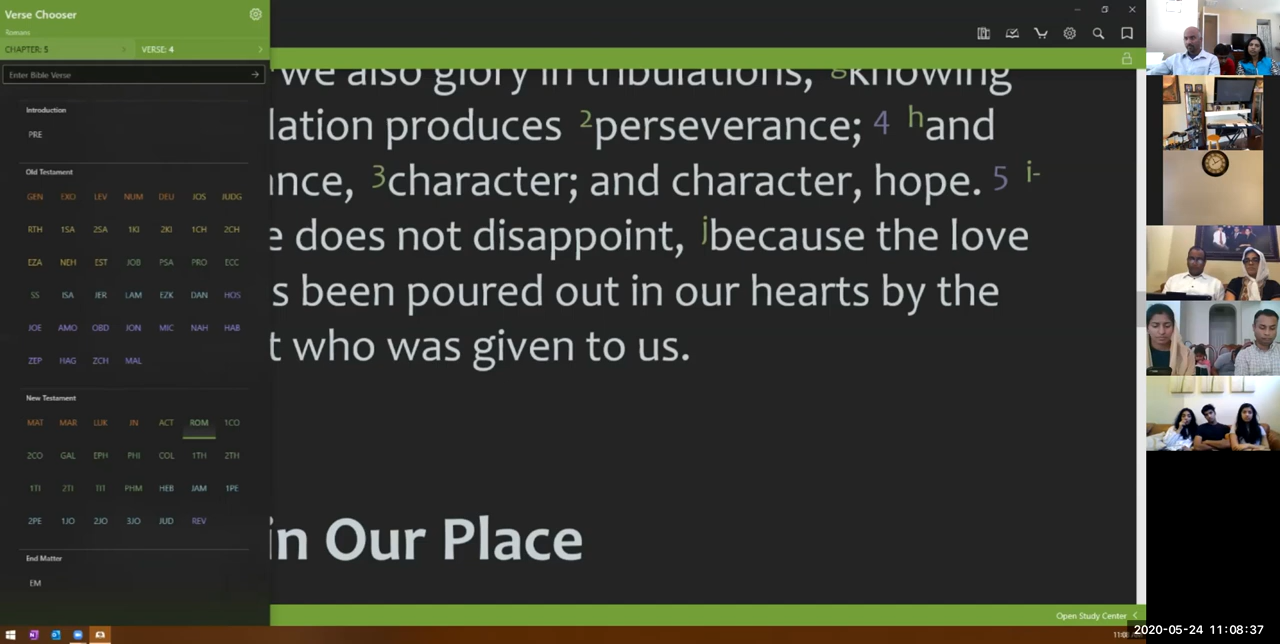 Verse Chooser
Romans
CHAPTER: 5
VERSE: 4
Enter Bible Verse
Introduction
PRE
Old Testament
GEN EXO LEV NUM DEU JOS JUDG
RTH 1SA 2SA 1KI 2KI 1CH 2CH
EZA NEH EST JOB PSA PRO ECC
SS ISA JER LAM EZK DAN HOS
JOE AMO OBD JON MIC NAH HAB
ZEP HAG ZCH MAL
New Testament
MAT MAR LUK JN ACT ROM 1CO
2CO GAL EPH PHI COL 1TH 2TH
1TI 2TI TIT PHM HEB JAM 1PE
2PE 1JO 2JO 3JO JUD REV
End Matter
EM
we also glory in tribulations, gknowing
lation produces 2perseverance; 4 hand
ance, 3character; and character, hope. 5 i-
e does not disappoint, jbecause the love
s been poured out in our hearts by the
t who was given to us.
in Our Place
Open Study Center
2020-05-24 11:08:37